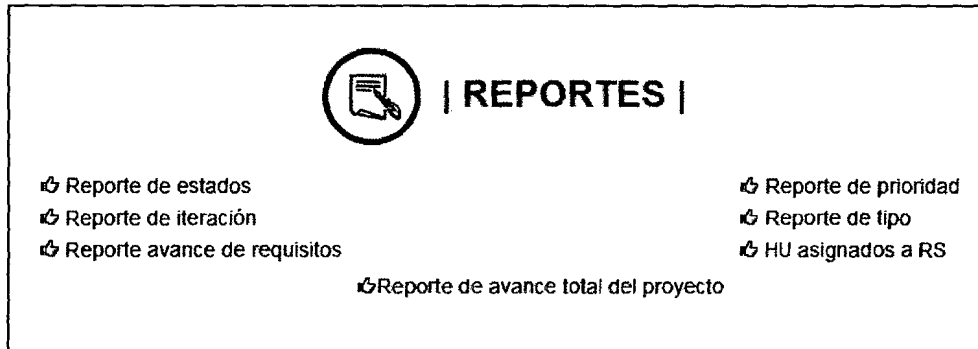 | REPORTES |
Reporte de estados
Reporte de iteración
Reporte avance de requisitos
Reporte de prioridad
Reporte de tipo
HU asignados a RS
Reporte de avance total del proyecto